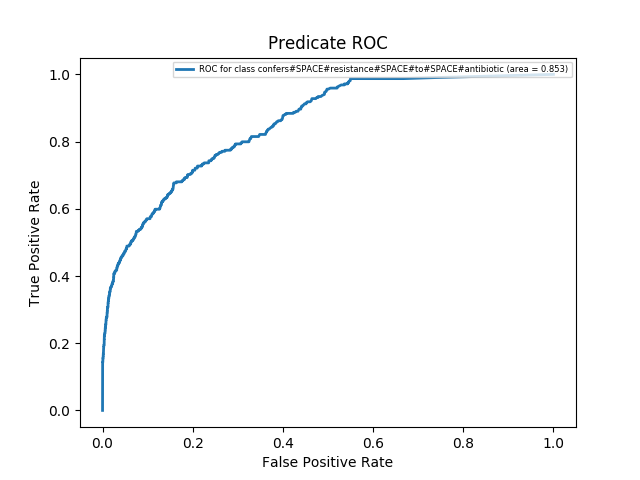 Predicate ROC
ROC for class confers#SPACE#resistance#SPACE#to#SPACE#antibiotic (area = 0.853)
1.0
0.8
0.6
0.4
0.2
0.0
True Positive Rate
0.0 0.2 0.4 0.6 0.8 1.0
False Positive Rate